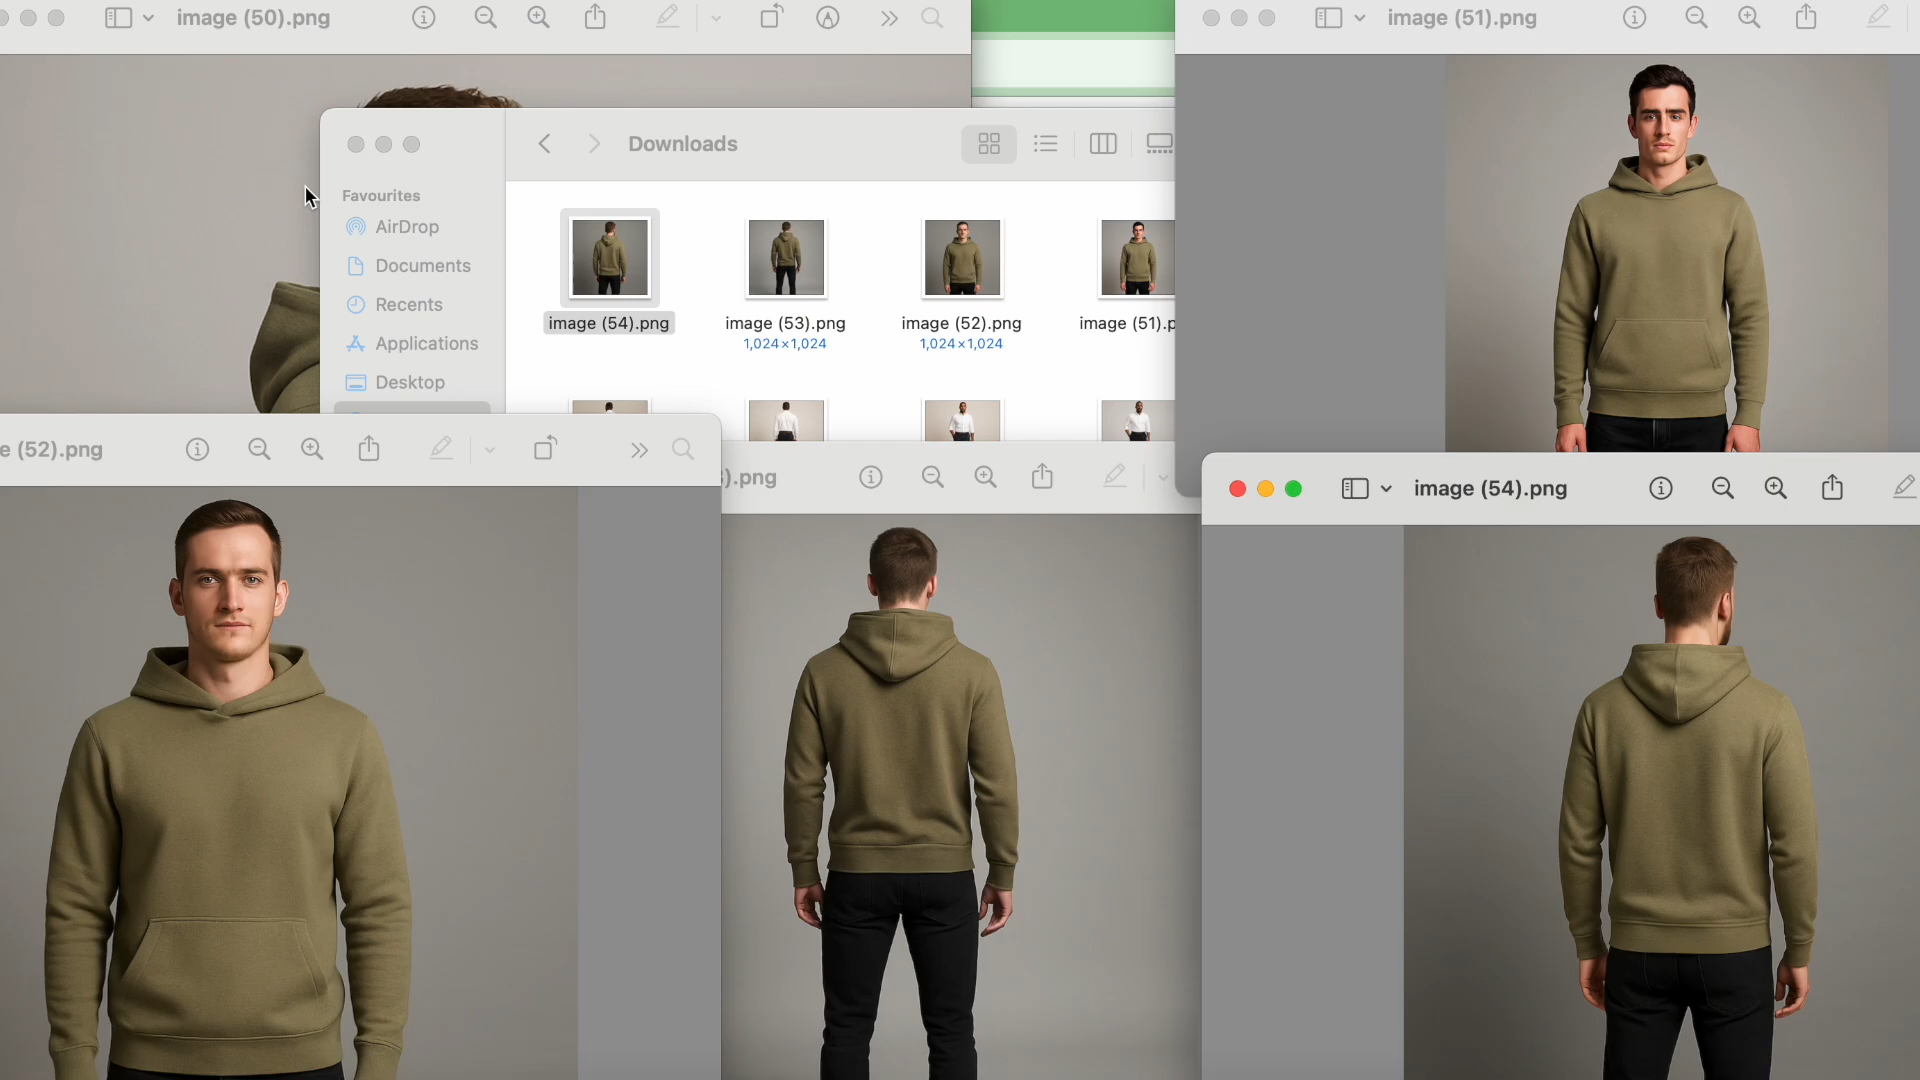 image (50).png
image (51).png
Downloads
Favourites
AirDrop
Documents
Recents
Applications
Desktop
image (54).png
image (53).png
1,024×1,024
image (52).png
1,024×1,024
image (51).p
e (52).png
).png
image (54).png